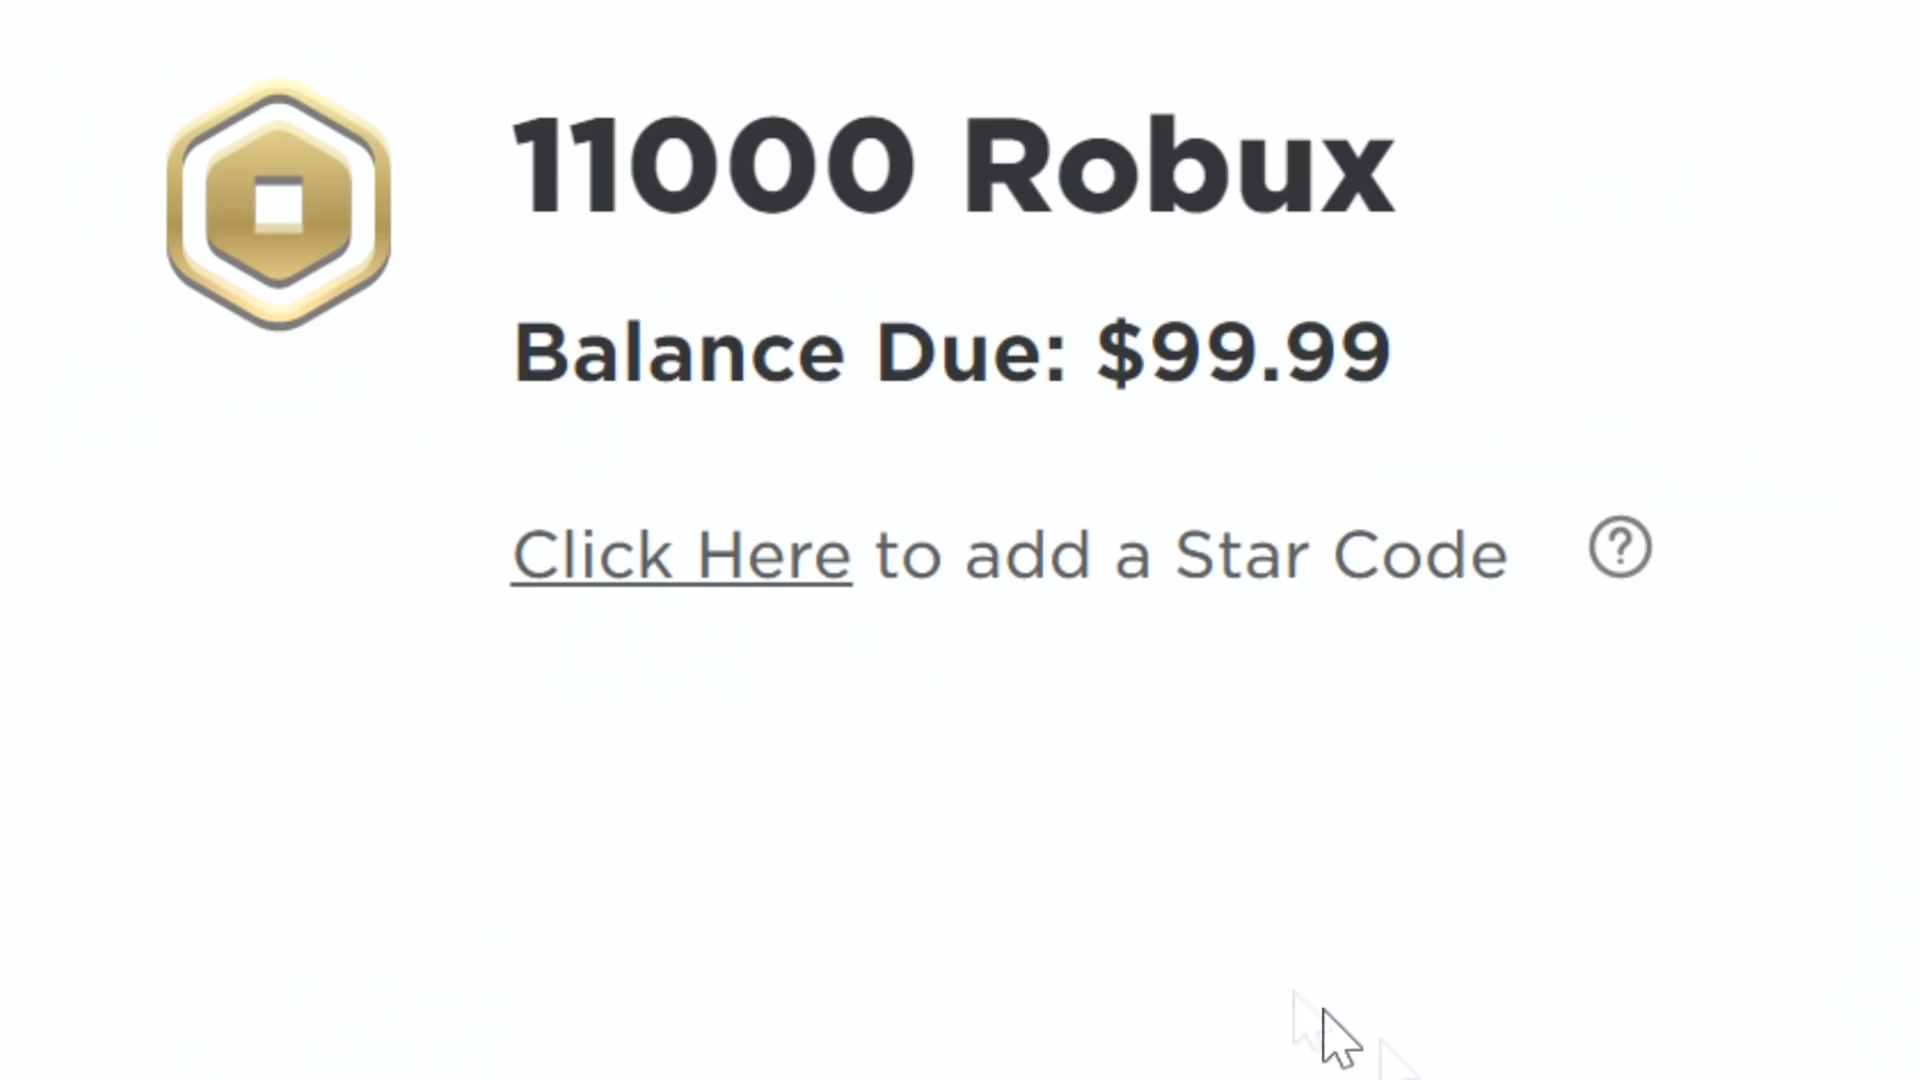 11000 Robux
Balance Due: $99.99
Click Here to add a Star Code ?